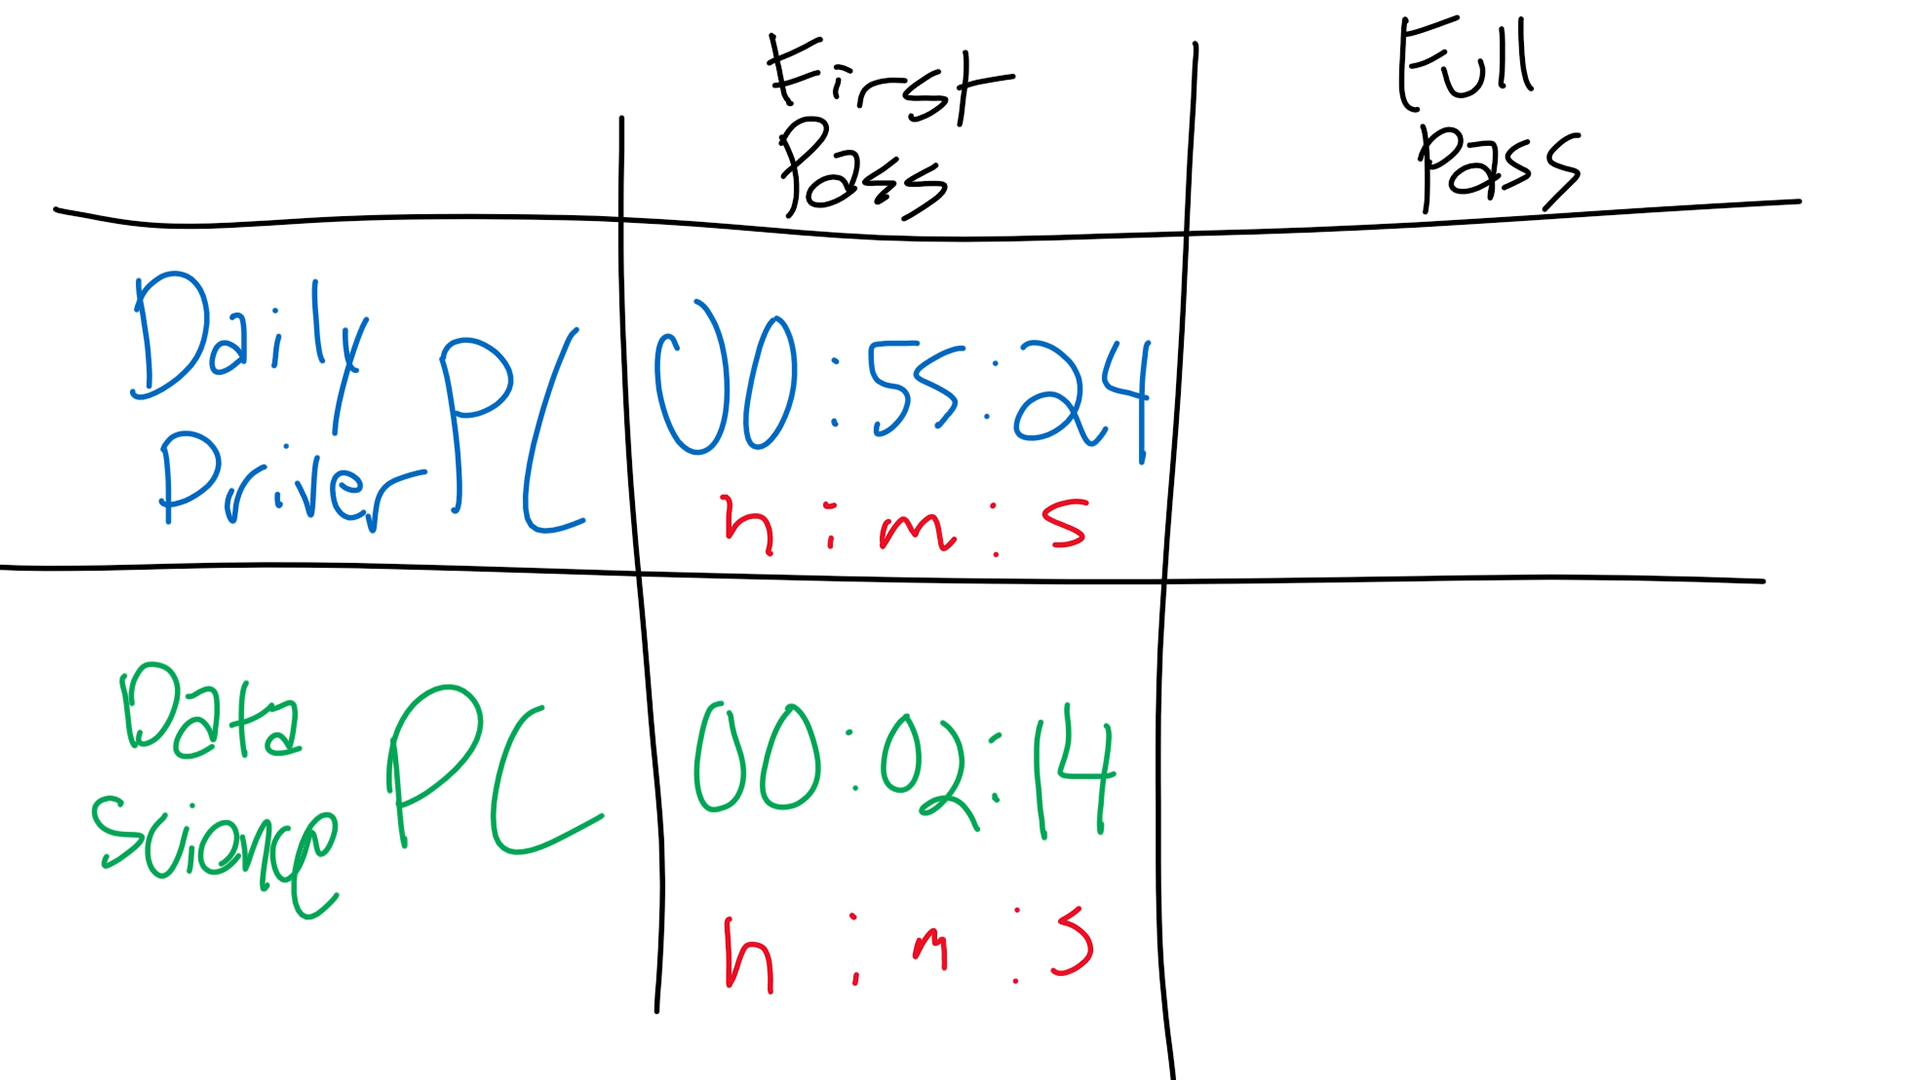 First Pass
Full Pass
Daily Driver PC
00:55:24
h:m:s
Data Science PC
00:02:14
h:m:s